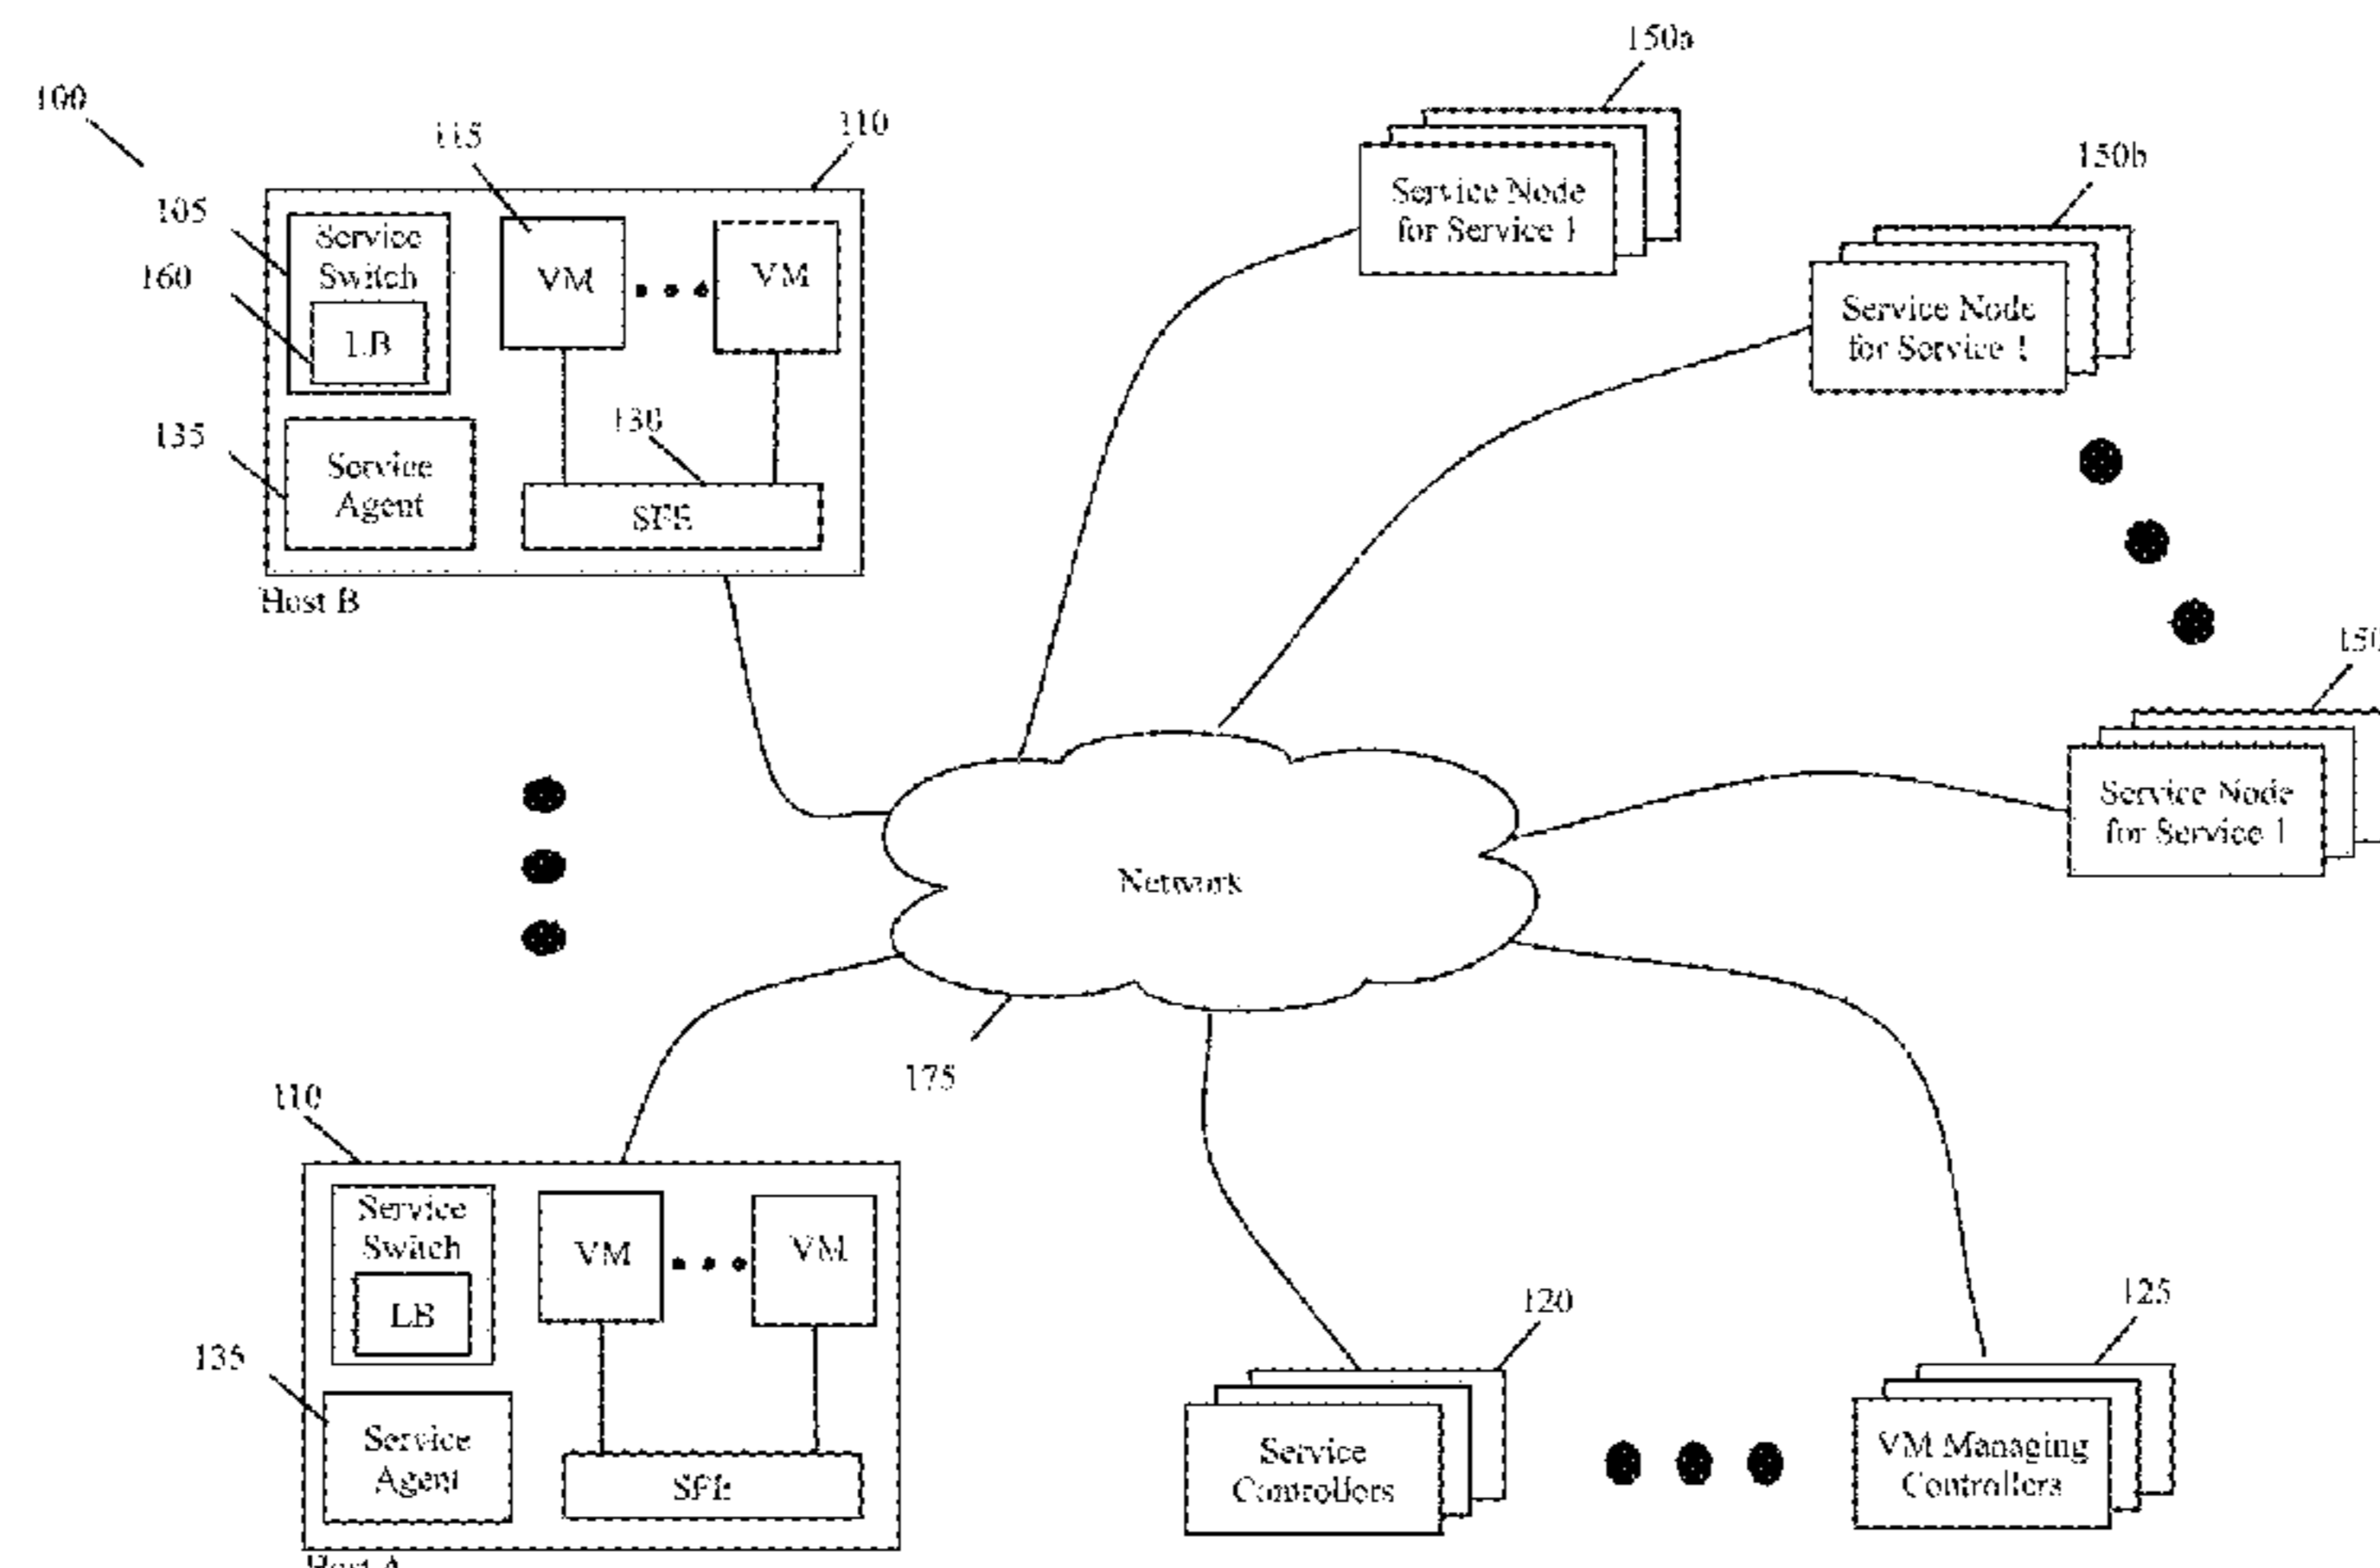 100
150a
150b
115
110
105
160
135
Service
Switch
LB
VM
VM
Service
Agent
130
SFE
Host B
Service Node
for Service 1
Service Node
for Service 1
Service Node
for Service 1
Network
175
110
135
Service
Switch
LB
VM
VM
Service
Agent
SFE
Host A
120
Service
Controllers
125
VM Managing
Controllers